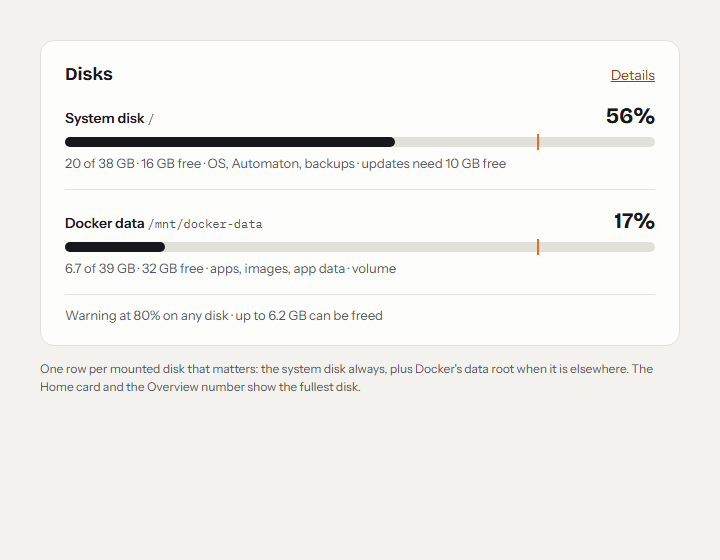 Disks
Details
System disk /
56%
20 of 38 GB · 16 GB free · OS, Automaton, backups · updates need 10 GB free
Docker data /mnt/docker-data
17%
6.7 of 39 GB · 32 GB free · apps, images, app data · volume
Warning at 80% on any disk · up to 6.2 GB can be freed
One row per mounted disk that matters: the system disk always, plus Docker's data root when it is elsewhere. The
Home card and the Overview number show the fullest disk.